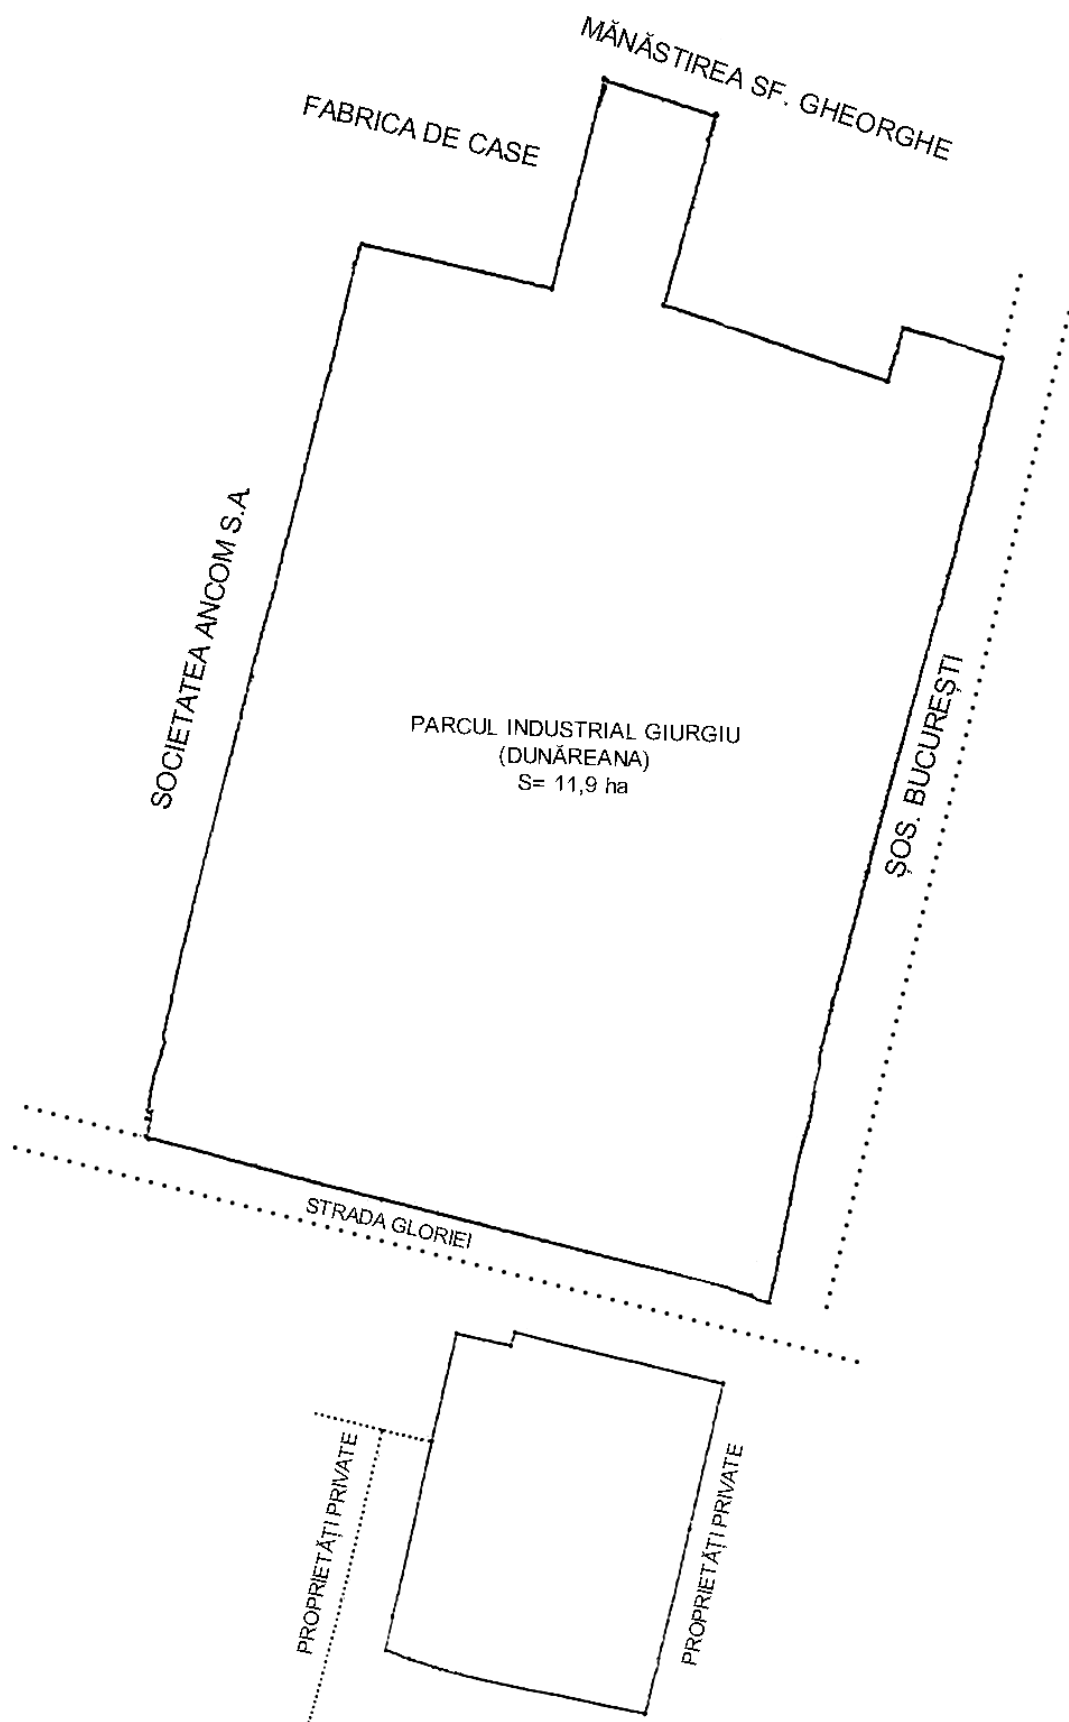 MĂNĂSTIREA SF. GHEORGHE
FABRICA DE CASE
SOCIETATEA ANCOM S.A.
PARCUL INDUSTRIAL GIURGIU
(DUNĂREANA)
S= 11,9 ha
ȘOS. BUCUREȘTI
STRADA GLORIEI
PROPRIETĂȚI PRIVATE
PROPRIETĂȚI PRIVATE